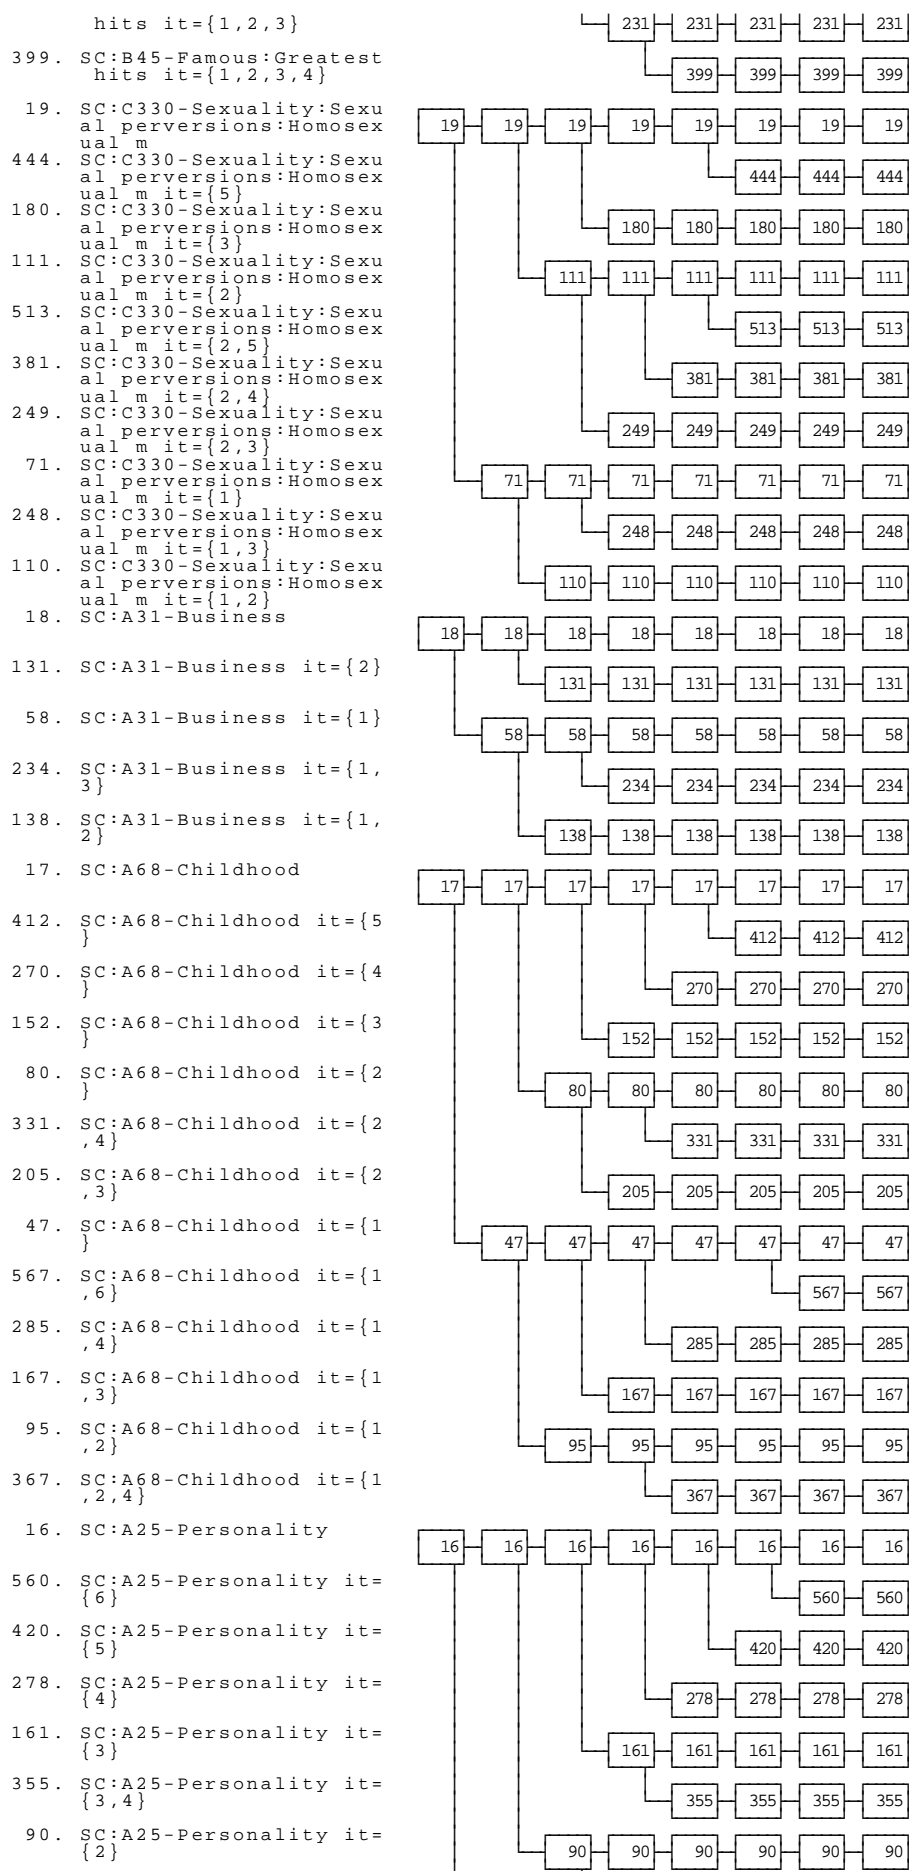 hits it={1,2,3} 231 231 231 231 231
399. SC:B45-Famous:Greatest
hits it={1,2,3,4} 399 399 399 399
19. SC:C330-Sexuality:Sexu
al perversions:Homosex 19 19 19 19 19 19 19 19
ual m
444. SC:C330-Sexuality:Sexu
al perversions:Homosex 444 444 444
ual m it={5}
180. SC:C330-Sexuality:Sexu
al perversions:Homosex 180 180 180 180 180
ual m it={3}
111. SC:C330-Sexuality:Sexu
al perversions:Homosex 111 111 111 111 111 111
ual m it={2}
513. SC:C330-Sexuality:Sexu
al perversions:Homosex 513 513 513
ual m it={2,5}
381. SC:C330-Sexuality:Sexu
al perversions:Homosex 381 381 381 381
ual m it={2,4}
249. SC:C330-Sexuality:Sexu
al perversions:Homosex 249 249 249 249 249
ual m it={2,3}
71. SC:C330-Sexuality:Sexu
al perversions:Homosex 71 71 71 71 71 71 71
ual m it={1}
248. SC:C330-Sexuality:Sexu
al perversions:Homosex 248 248 248 248 248
ual m it={1,3}
110. SC:C330-Sexuality:Sexu
al perversions:Homosex 110 110 110 110 110 110
ual m it={1,2}
18. SC:A31-Business 18 18 18 18 18 18 18 18
131. SC:A31-Business it={2} 131 131 131 131 131 131
58. SC:A31-Business it={1} 58 58 58 58 58 58 58
234. SC:A31-Business it={1,
3} 234 234 234 234 234
138. SC:A31-Business it={1,
2} 138 138 138 138 138 138
17. SC:A68-Childhood 17 17 17 17 17 17 17 17
412. SC:A68-Childhood it={5
} 412 412 412
270. SC:A68-Childhood it={4
} 270 270 270 270
152. SC:A68-Childhood it={3
} 152 152 152 152 152
80. SC:A68-Childhood it={2
} 80 80 80 80 80 80
331. SC:A68-Childhood it={2
,4} 331 331 331 331
205. SC:A68-Childhood it={2
,3} 205 205 205 205 205
47. SC:A68-Childhood it={1
} 47 47 47 47 47 47 47
567. SC:A68-Childhood it={1
,6} 567 567
285. SC:A68-Childhood it={1
,4} 285 285 285 285
167. SC:A68-Childhood it={1
,3} 167 167 167 167 167
95. SC:A68-Childhood it={1
,2} 95 95 95 95 95 95
367. SC:A68-Childhood it={1
,2,4} 367 367 367 367
16. SC:A25-Personality 16 16 16 16 16 16 16 16
560. SC:A25-Personality it=
{6} 560 560
420. SC:A25-Personality it=
{5} 420 420 420
278. SC:A25-Personality it=
{4} 278 278 278 278
161. SC:A25-Personality it=
{3} 161 161 161 161 161
355. SC:A25-Personality it=
{3,4} 355 355 355 355
90. SC:A25-Personality it=
{2} 90 90 90 90 90 90